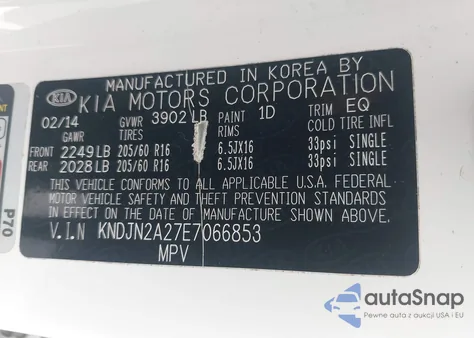 MANUFACTURED IN KOREA BY
KIA KIA MOTORS CORPORATION
02/14 GVWR 3902 LB PAINT 1D TRIM EQ
GAWR TIRES RIMS COLD TIRE INFL
FRONT 2249 LB 205/60 R16 6.5JX16 33psi SINGLE
REAR 2028 LB 205/60 R16 6.5JX16 33psi SINGLE
THIS VEHICLE CONFORMS TO ALL APPLICABLE U.S.A. FEDERAL
MOTOR VEHICLE SAFETY AND THEFT PREVENTION STANDARDS
IN EFFECT ON THE DATE OF MANUFACTURE SHOWN ABOVE
V.I.N KNDJN2A27E7066853
MPV
P70
autaSnap
Pewne auta z aukcji USA i EU